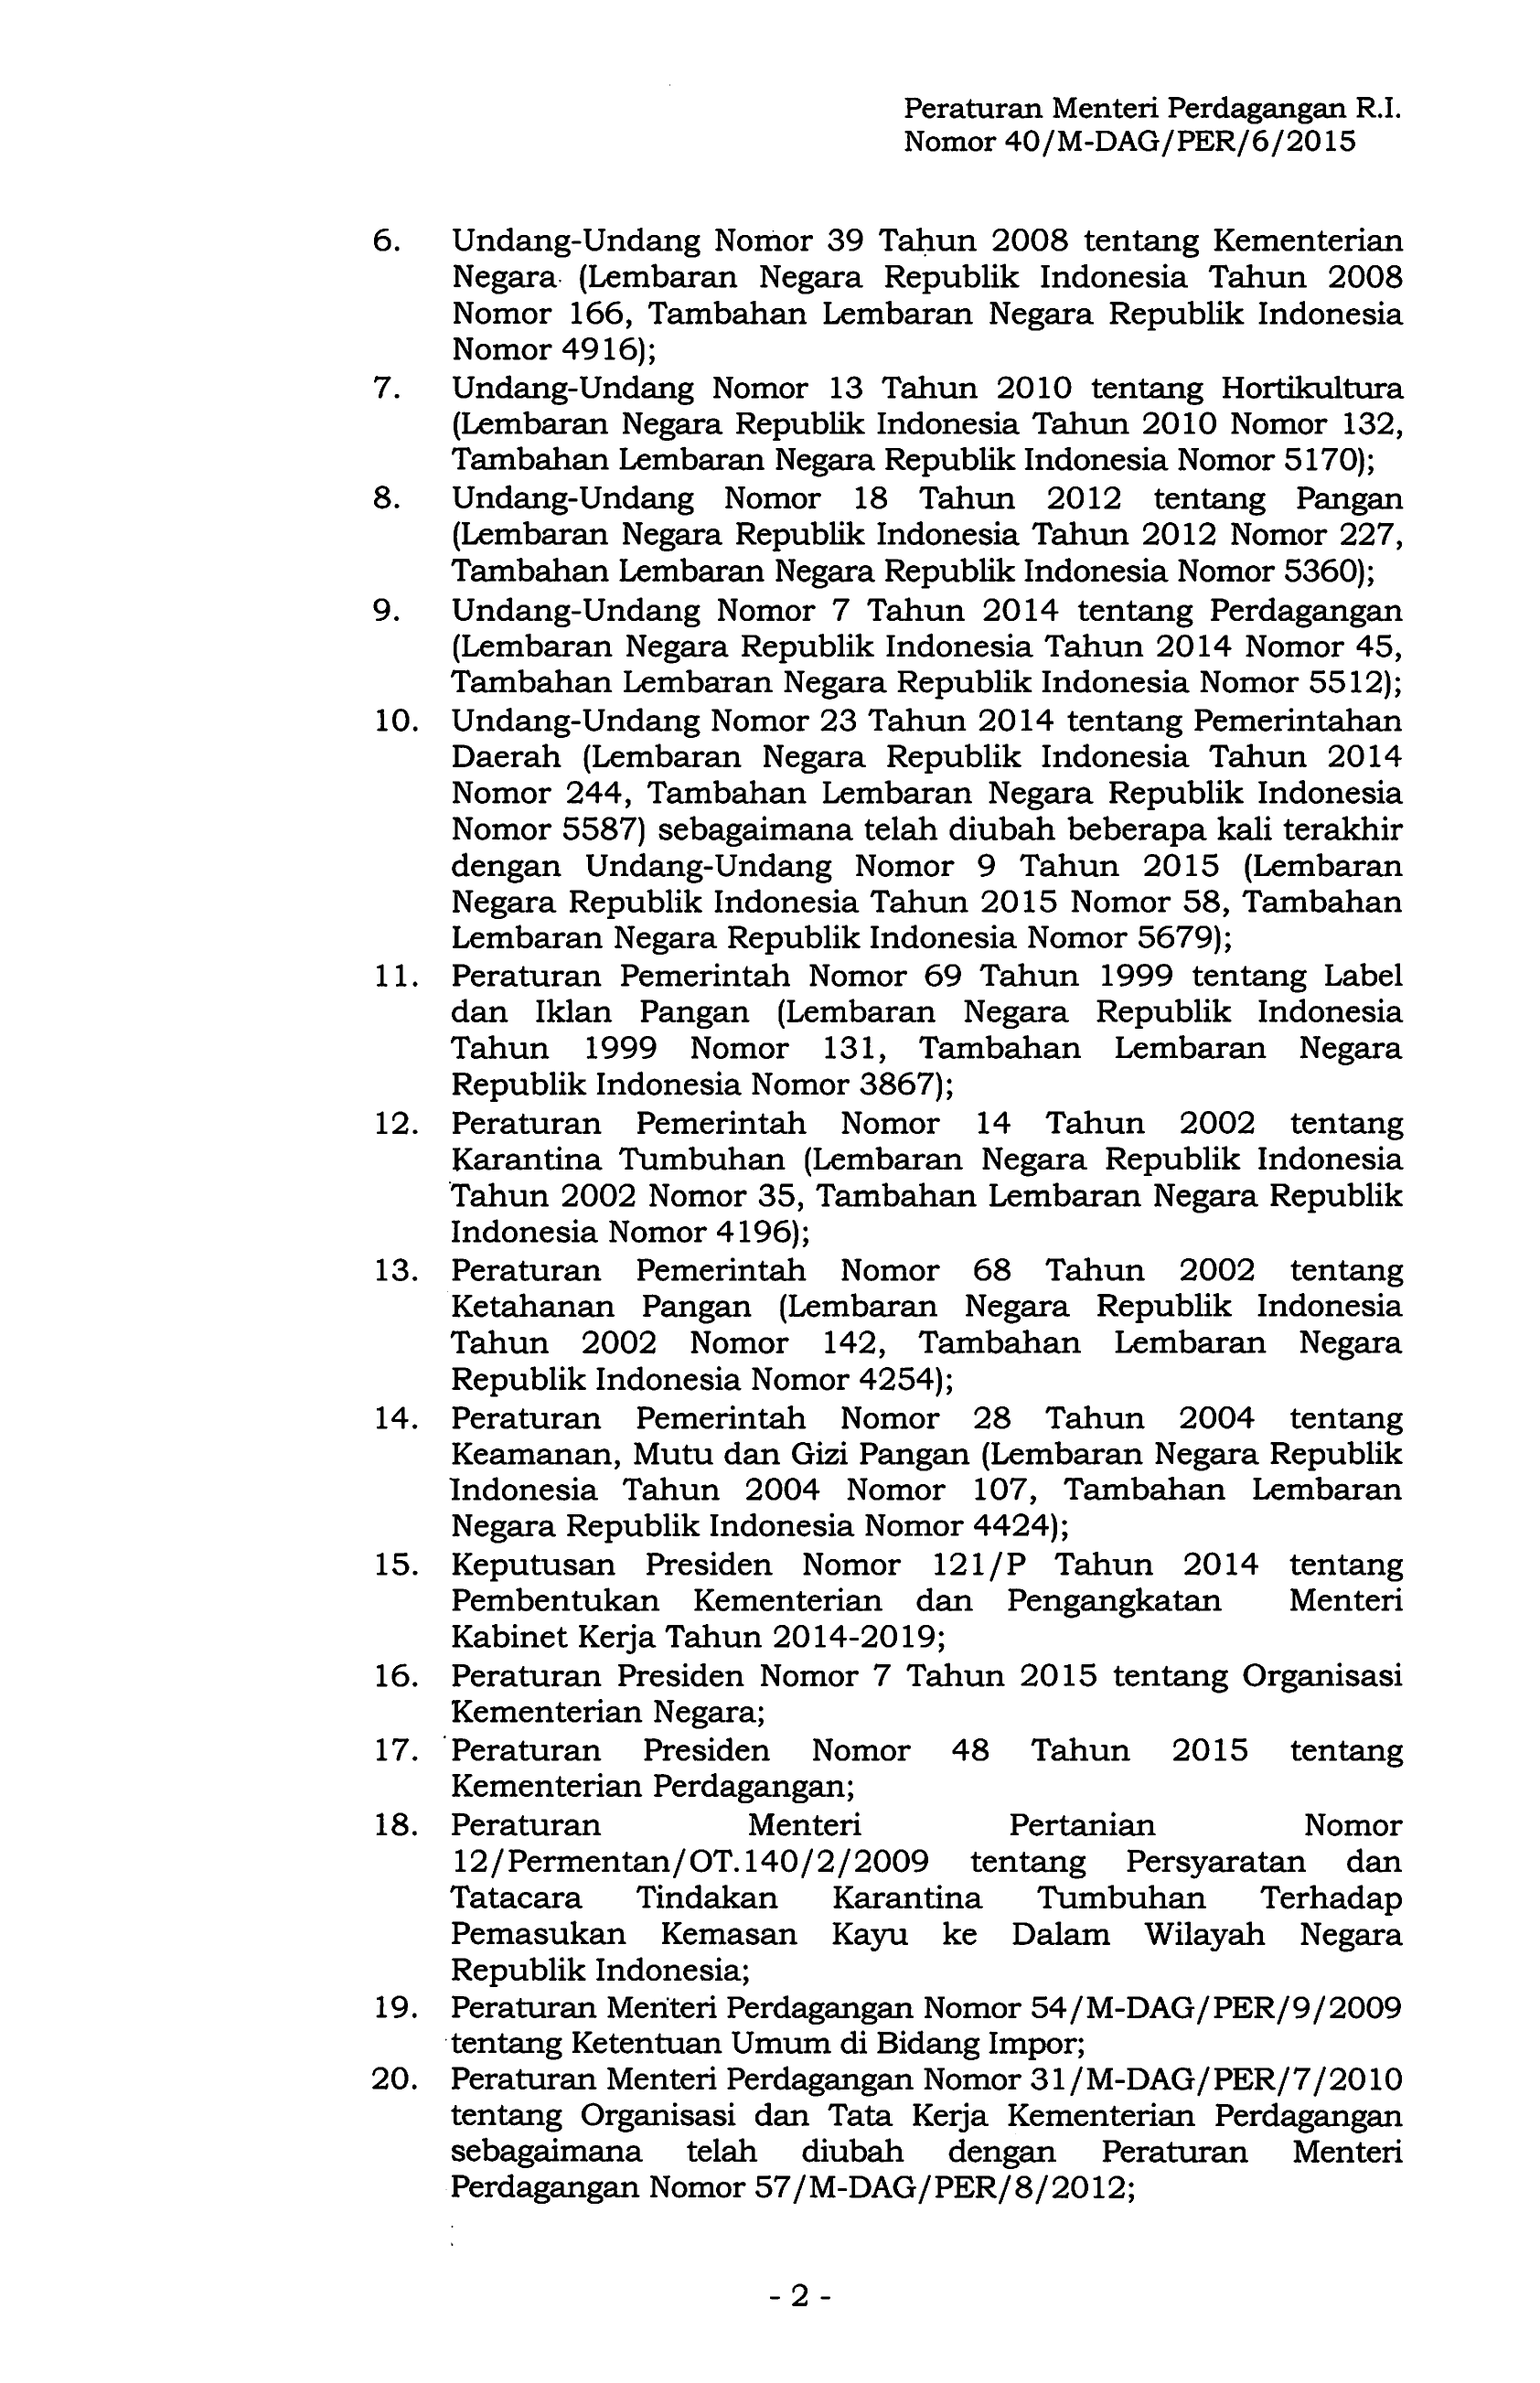 Peraturan Menteri Perdagangan R.I.
Nomor 40/M-DAG/PER/6/2015
6. Undang-Undang Nomor 39 Tahun 2008 tentang Kementerian
Negara (Lembaran Negara Republik Indonesia Tahun 2008
Nomor 166, Tambahan Lembaran Negara Republik Indonesia
Nomor 4916);
7. Undang-Undang Nomor 13 Tahun 2010 tentang Hortikultura
(Lembaran Negara Republik Indonesia Tahun 2010 Nomor 132,
Tambahan Lembaran Negara Republik Indonesia Nomor 5170);
8. Undang-Undang Nomor 18 Tahun 2012 tentang Pangan
(Lembaran Negara Republik Indonesia Tahun 2012 Nomor 227,
Tambahan Lembaran Negara Republik Indonesia Nomor 5360);
9. Undang-Undang Nomor 7 Tahun 2014 tentang Perdagangan
(Lembaran Negara Republik Indonesia Tahun 2014 Nomor 45,
Tambahan Lembaran Negara Republik Indonesia Nomor 5512);
10. Undang-Undang Nomor 23 Tahun 2014 tentang Pemerintahan
Daerah (Lembaran Negara Republik Indonesia Tahun 2014
Nomor 244, Tambahan Lembaran Negara Republik Indonesia
Nomor 5587) sebagaimana telah diubah beberapa kali terakhir
dengan Undang-Undang Nomor 9 Tahun 2015 (Lembaran
Negara Republik Indonesia Tahun 2015 Nomor 58, Tambahan
Lembaran Negara Republik Indonesia Nomor 5679);
11. Peraturan Pemerintah Nomor 69 Tahun 1999 tentang Label
dan Iklan Pangan (Lembaran Negara Republik Indonesia
Tahun 1999 Nomor 131, Tambahan Lembaran Negara
Republik Indonesia Nomor 3867);
12. Peraturan Pemerintah Nomor 14 Tahun 2002 tentang
Karantina Tumbuhan (Lembaran Negara Republik Indonesia
Tahun 2002 Nomor 35, Tambahan Lembaran Negara Republik
Indonesia Nomor 4196);
13. Peraturan Pemerintah Nomor 68 Tahun 2002 tentang
Ketahanan Pangan (Lembaran Negara Republik Indonesia
Tahun 2002 Nomor 142, Tambahan Lembaran Negara
Republik Indonesia Nomor 4254);
14. Peraturan Pemerintah Nomor 28 Tahun 2004 tentang
Keamanan, Mutu dan Gizi Pangan (Lembaran Negara Republik
Indonesia Tahun 2004 Nomor 107, Tambahan Lembaran
Negara Republik Indonesia Nomor 4424);
15. Keputusan Presiden Nomor 121/P Tahun 2014 tentang
Pembentukan Kementerian dan Pengangkatan Menteri
Kabinet Kerja Tahun 2014-2019;
16. Peraturan Presiden Nomor 7 Tahun 2015 tentang Organisasi
Kementerian Negara;
17. Peraturan Presiden Nomor 48 Tahun 2015 tentang
Kementerian Perdagangan;
18. Peraturan Menteri Pertanian Nomor
12/Permentan/OT.140/2/2009 tentang Persyaratan dan
Tatacara Tindakan Karantina Tumbuhan Terhadap
Pemasukan Kemasan Kayu ke Dalam Wilayah Negara
Republik Indonesia;
19. Peraturan Menteri Perdagangan Nomor 54/M-DAG/PER/9/2009
tentang Ketentuan Umum di Bidang Impor;
20. Peraturan Menteri Perdagangan Nomor 31/M-DAG/PER/7/2010
tentang Organisasi dan Tata Kerja Kementerian Perdagangan
sebagaimana telah diubah dengan Peraturan Menteri
Perdagangan Nomor 57/M-DAG/PER/8/2012;
- 2 -